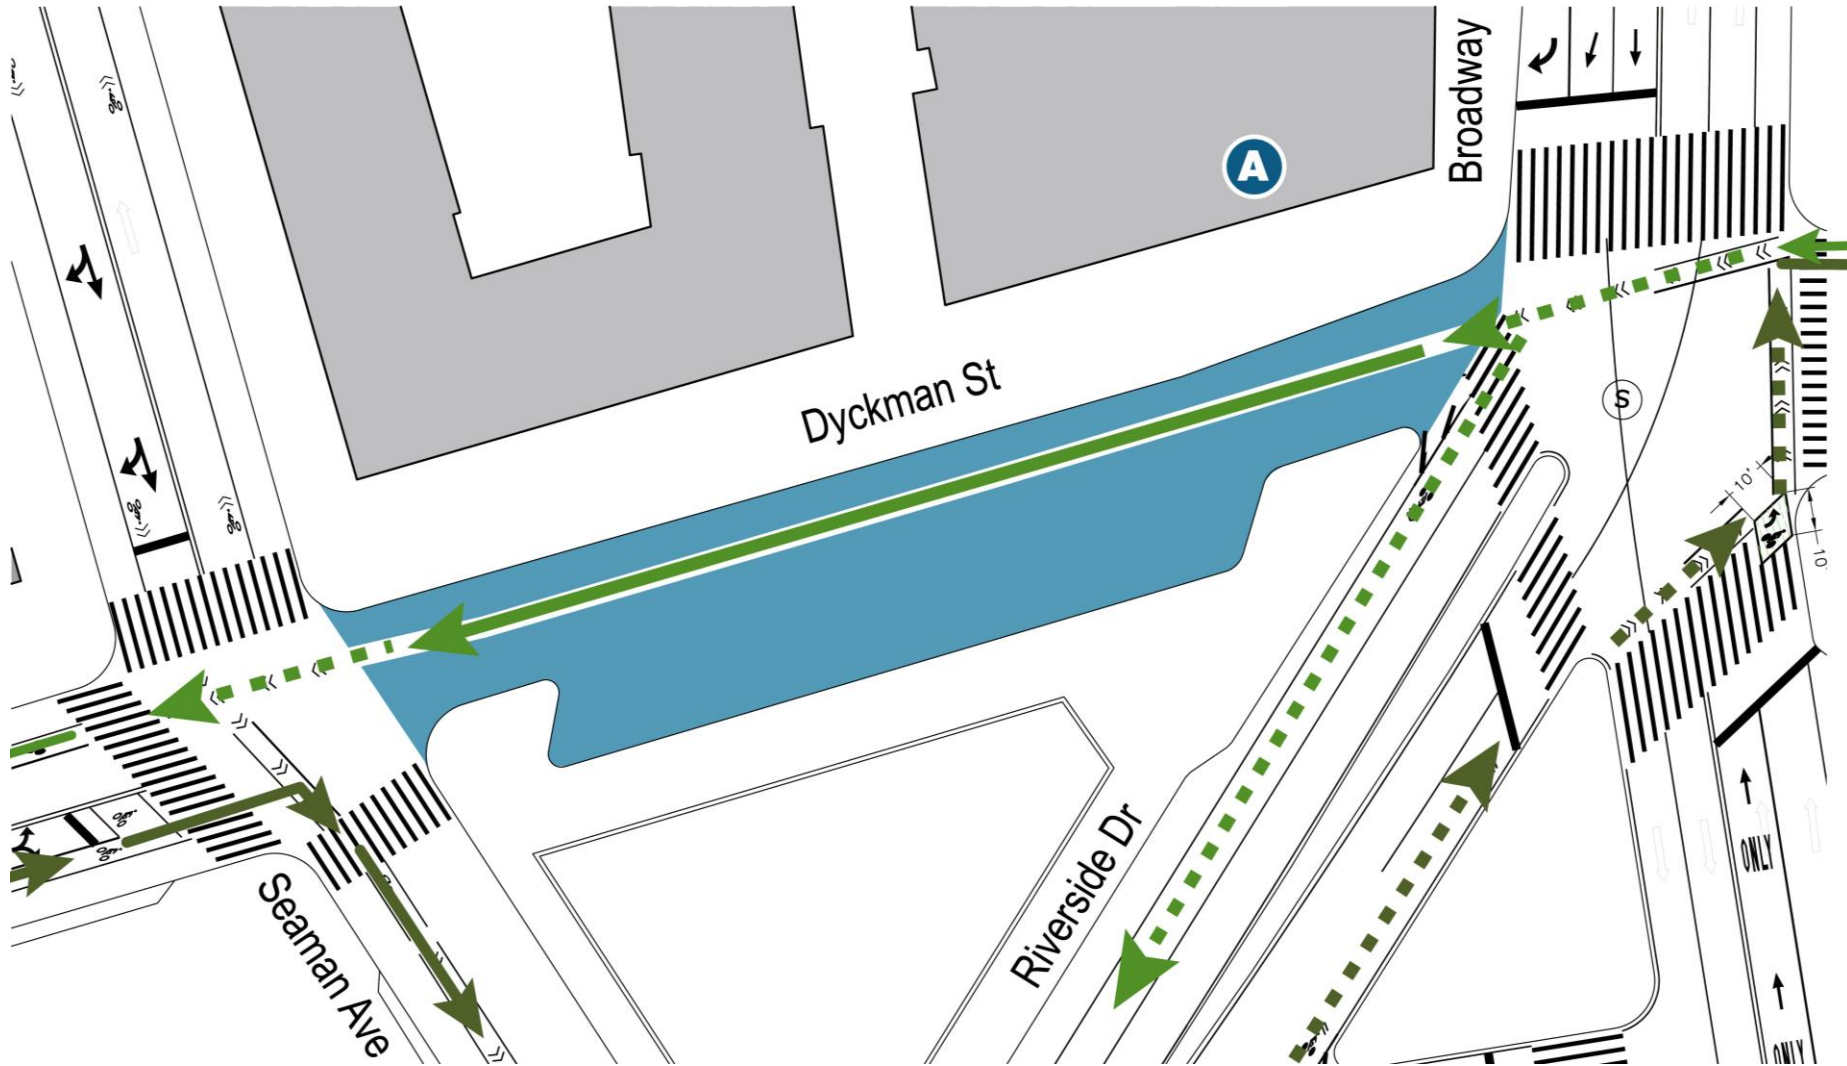 Broadway
A
Dyckman St
S
10'
10'
Riverside Dr
ONLY
Seaman Ave
ONLY